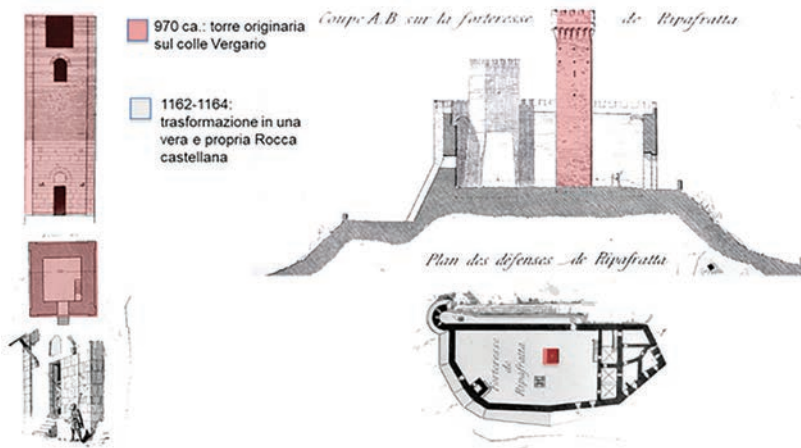 970 ca.: torre originaria
sul colle Vergario
1162-1164:
trasformazione in una
vera e propria Rocca
castellana
Coupe A.B sur la forteresse de Ripafratta
Plan des défenses de Ripafratta
Forteresse
de
Ripafratta